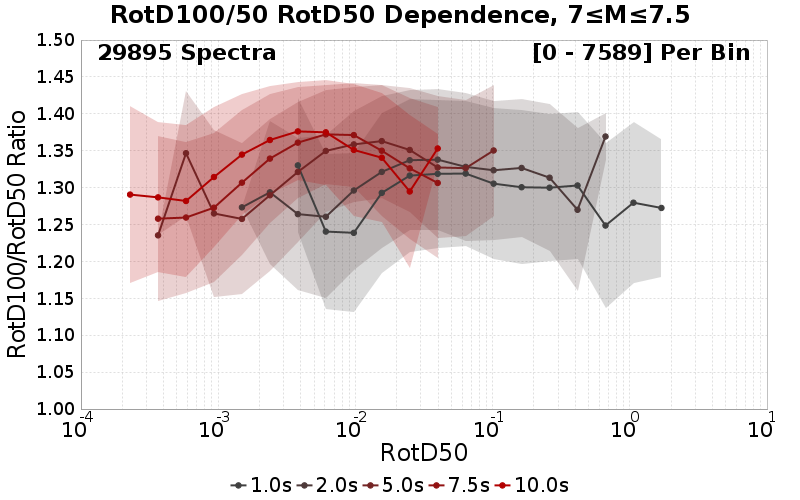 RotD100/50 RotD50 Dependence, 7≤M≤7.5
29895 Spectra
[0 - 7589] Per Bin
1.50
1.45
1.40
1.35
1.30
1.25
1.20
1.15
1.10
1.05
1.00
RotD100/RotD50 Ratio
10^-4
10^-3
10^-2
10^-1
10^0
10^1
RotD50
1.0s 2.0s 5.0s 7.5s 10.0s